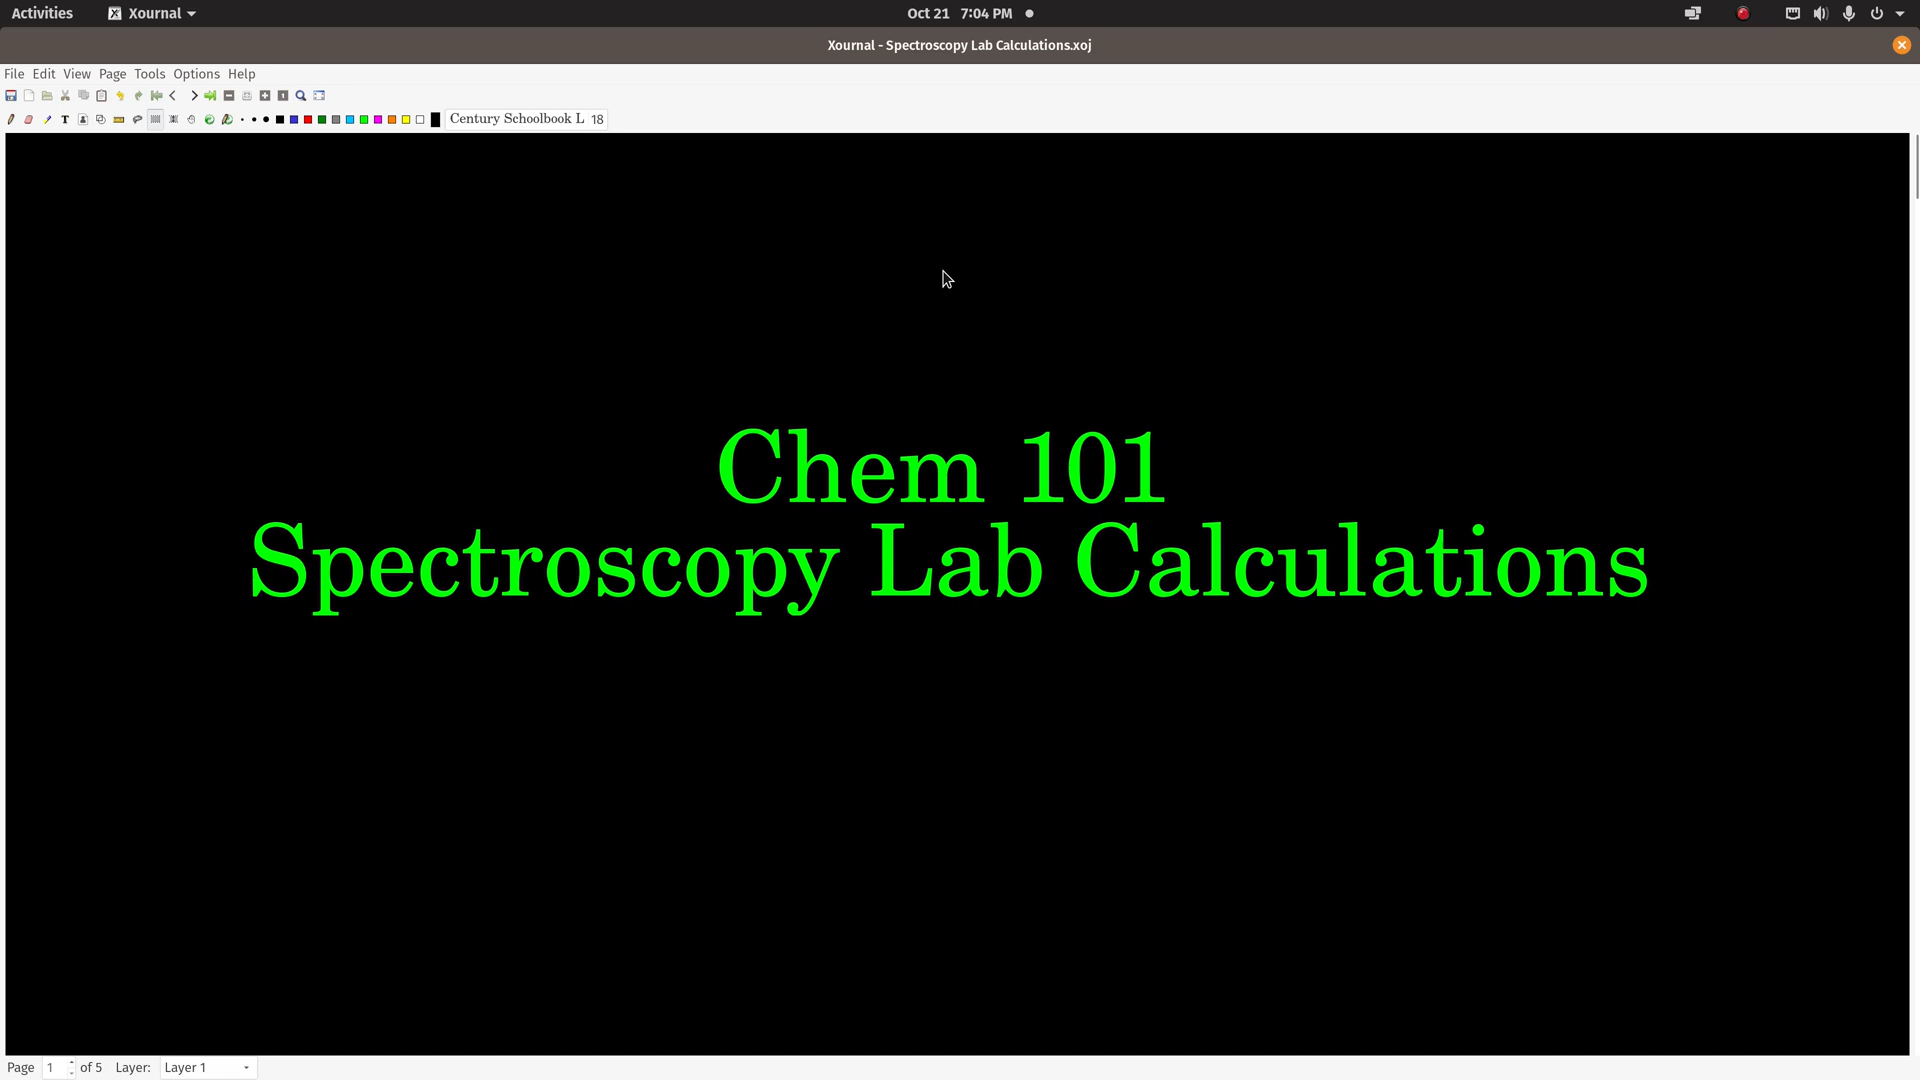 Activities Xournal Oct 21 7:04 PM
Xournal - Spectroscopy Lab Calculations.xoj
File Edit View Page Tools Options Help
T 1
Century Schoolbook L 18
Chem 101
Spectroscopy Lab Calculations
Page 1 of 5 Layer: Layer 1